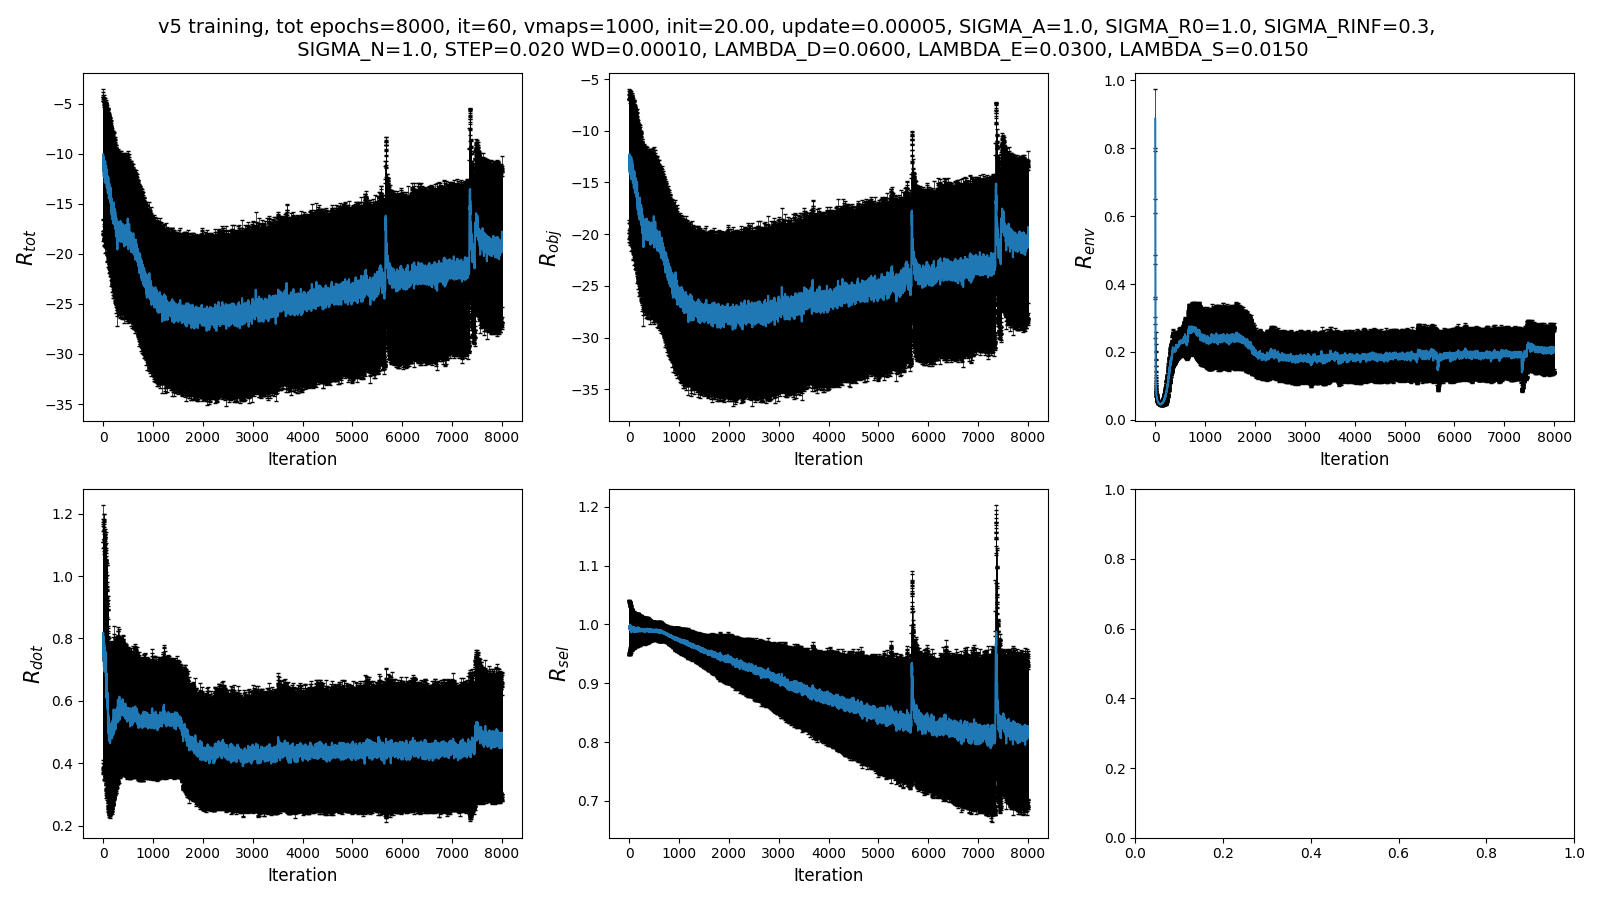 v5 training, tot epochs=8000, it=60, vmaps=1000, init=20.00, update=0.00005, SIGMA_A=1.0, SIGMA_R0=1.0, SIGMA_RINF=0.3,
SIGMA_N=1.0, STEP=0.020 WD=0.00010, LAMBDA_D=0.0600, LAMBDA_E=0.0300, LAMBDA_S=0.0150
R_tot
−5
−10
−15
−20
−25
−30
−35
0 1000 2000 3000 4000 5000 6000 7000 8000
Iteration
R_obj
−5
−10
−15
−20
−25
−30
−35
0 1000 2000 3000 4000 5000 6000 7000 8000
Iteration
R_env
1.0
0.8
0.6
0.4
0.2
0.0
0 1000 2000 3000 4000 5000 6000 7000 8000
Iteration
R_dot
1.2
1.0
0.8
0.6
0.4
0.2
0 1000 2000 3000 4000 5000 6000 7000 8000
Iteration
R_sel
1.2
1.1
1.0
0.9
0.8
0.7
0 1000 2000 3000 4000 5000 6000 7000 8000
Iteration
1.0
0.8
0.6
0.4
0.2
0.0
0.0 0.2 0.4 0.6 0.8 1.0